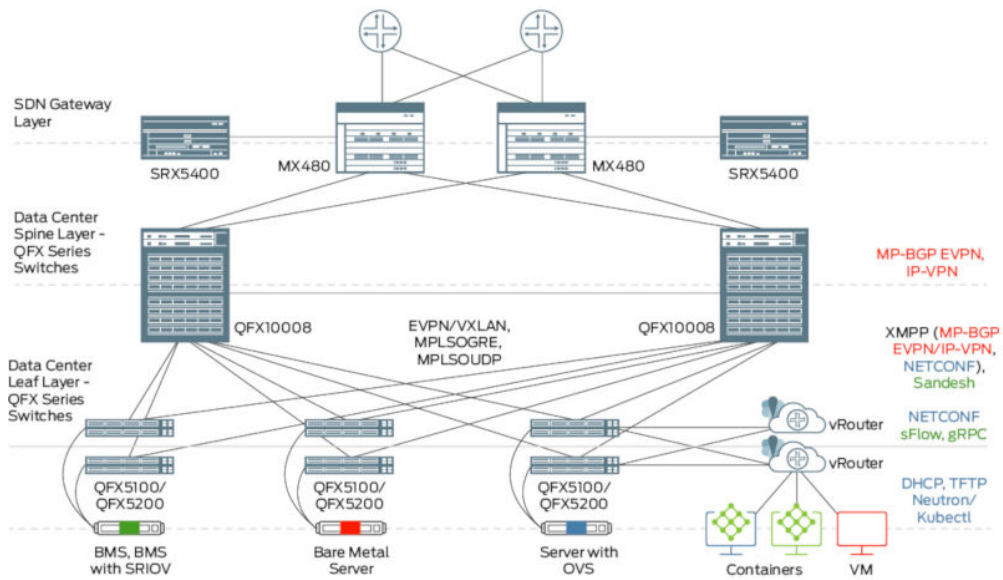 SDN Gateway
Layer
SRX5400
MX480
MX480
SRX5400
Data Center
Spine Layer -
QFX Series
Switches
MP-BGP EVPN,
IP-VPN
QFX10008
EVPN/VXLAN,
MPLSOGRE,
MPLSOUDP
QFX10008
XMPP (MP-BGP
EVPN/IP-VPN,
NETCONF),
Sandesh
Data Center
Leaf Layer -
QFX Series
Switches
vRouter
NETCONF
sFlow, gRPC
vRouter
QFX5100/
QFX5200
QFX5100/
QFX5200
QFX5100/
QFX5200
DHCP, TFTP
Neutron/
Kubectl
BMS, BMS
with SRIOV
Bare Metal
Server
Server with
OVS
Containers
VM